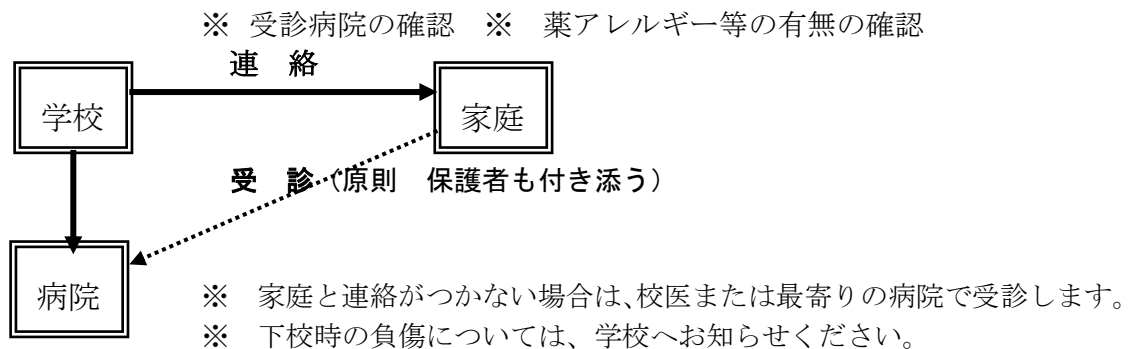 ※ 受診病院の確認 ※ 薬アレルギー等の有無の確認
連 絡
学校
家庭
受 診(原則 保護者も付き添う)
病院
※ 家庭と連絡がつかない場合は、校医または最寄りの病院で受診します。
※ 下校時の負傷については、学校へお知らせください。